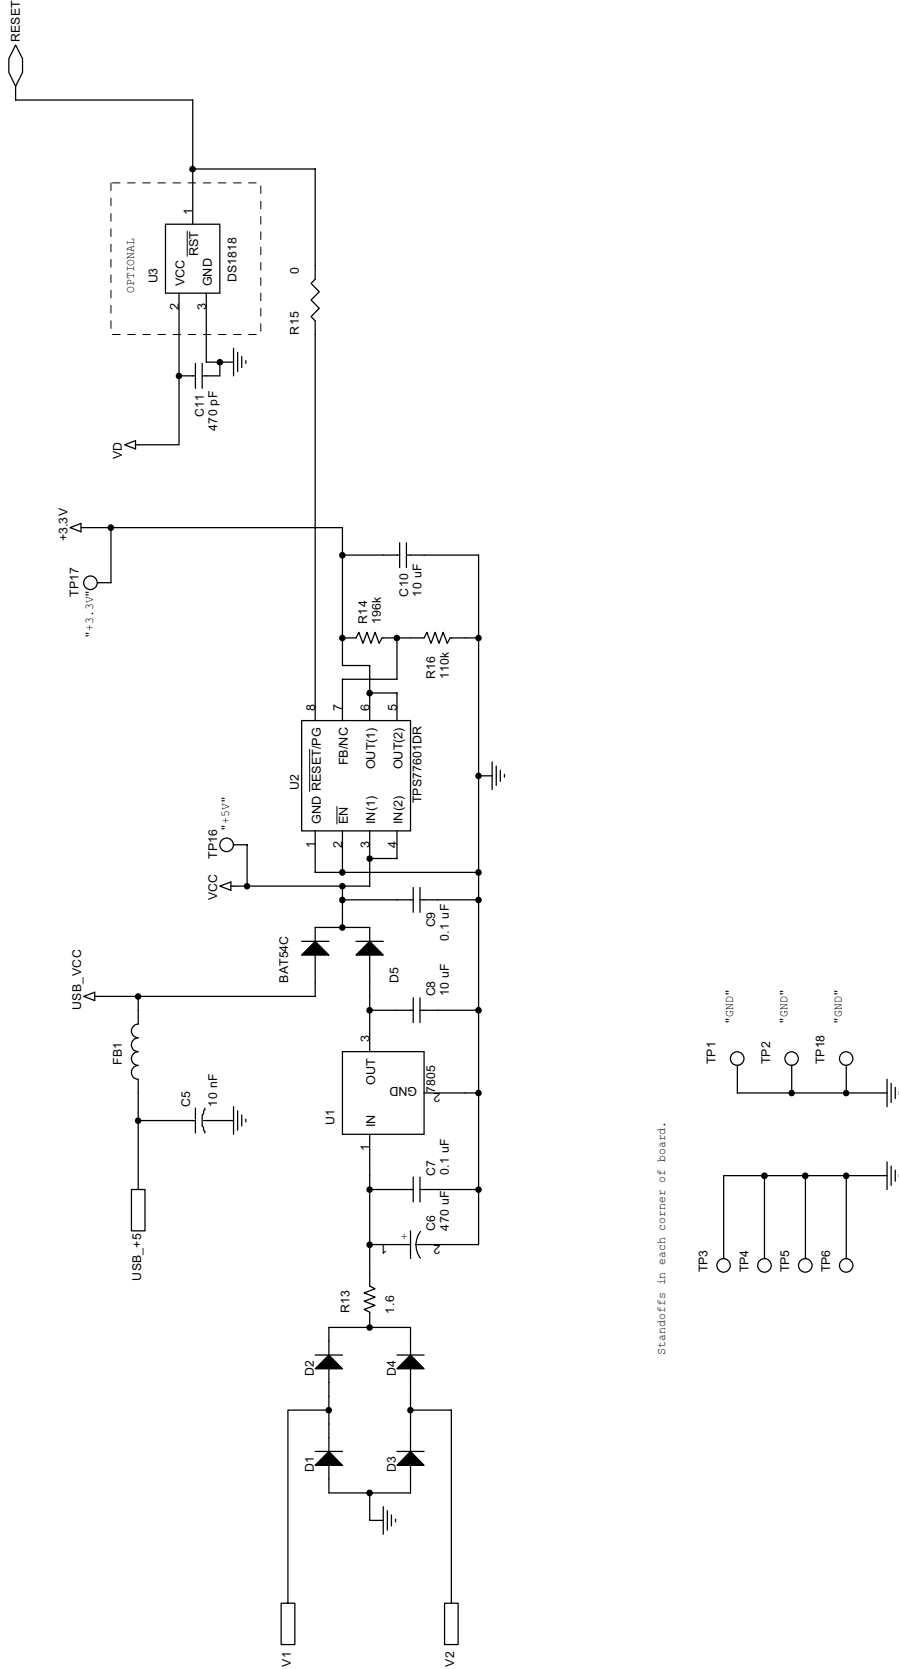 RESET
OPTIONAL
U3
VCC
RST
GND
DS1818
1
2
3
C11
470 pF
VD
R15
0
+3.3V
TP17
"+3.3V"
R14
196k
C10
10 uF
R16
110k
8
7
6
5
U2
GND
RESET/PG
EN
FB/NC
IN(1)
OUT(1)
IN(2)
OUT(2)
TPS77601DR
1
2
3
4
TP16
"+5V"
VCC
C9
0.1 uF
USB_VCC
BAT54C
D5
C8
10 uF
FB1
C5
10 nF
USB_+5
U1
IN
OUT
GND
7805
1
2
3
C7
0.1 uF
C6
470 uF
+
1
2
R13
1.6
D2
D4
D1
D3
V1
V2
TP1
"GND"
TP2
"GND"
TP18
"GND"
Standoffs in each corner of board.
TP3
TP4
TP5
TP6